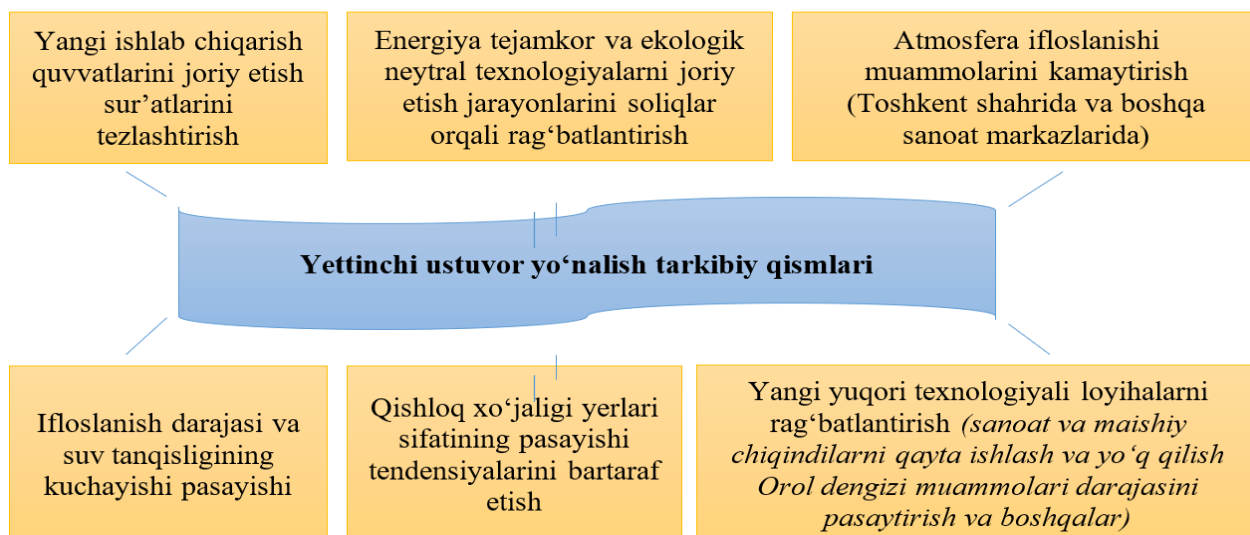 Yangi ishlab chiqarish
quvvatlarini joriy etish
sur’atlarini
tezlashtirish
Energiya tejamkor va ekologik
neytral texnologiyalarni joriy
etish jarayonlarini soliqlar
orqali rag‘batlantirish
Atmosfera ifloslanishi
muammolarini kamaytirish
(Toshkent shahrida va boshqa
sanoat markazlarida)
Yettinchi ustuvor yo‘nalish tarkibiy qismlari
Ifloslanish darajasi va
suv tanqisligining
kuchayishi pasayishi
Qishloq xo‘jaligi yerlari
sifatining pasayishi
tendensiyalarini bartaraf
etish
Yangi yuqori texnologiyali loyihalarni
rag‘batlantirish (sanoat va maishiy
chiqindilarni qayta ishlash va yo‘q qilish
Orol dengizi muammolari darajasini
pasaytirish va boshqalar)